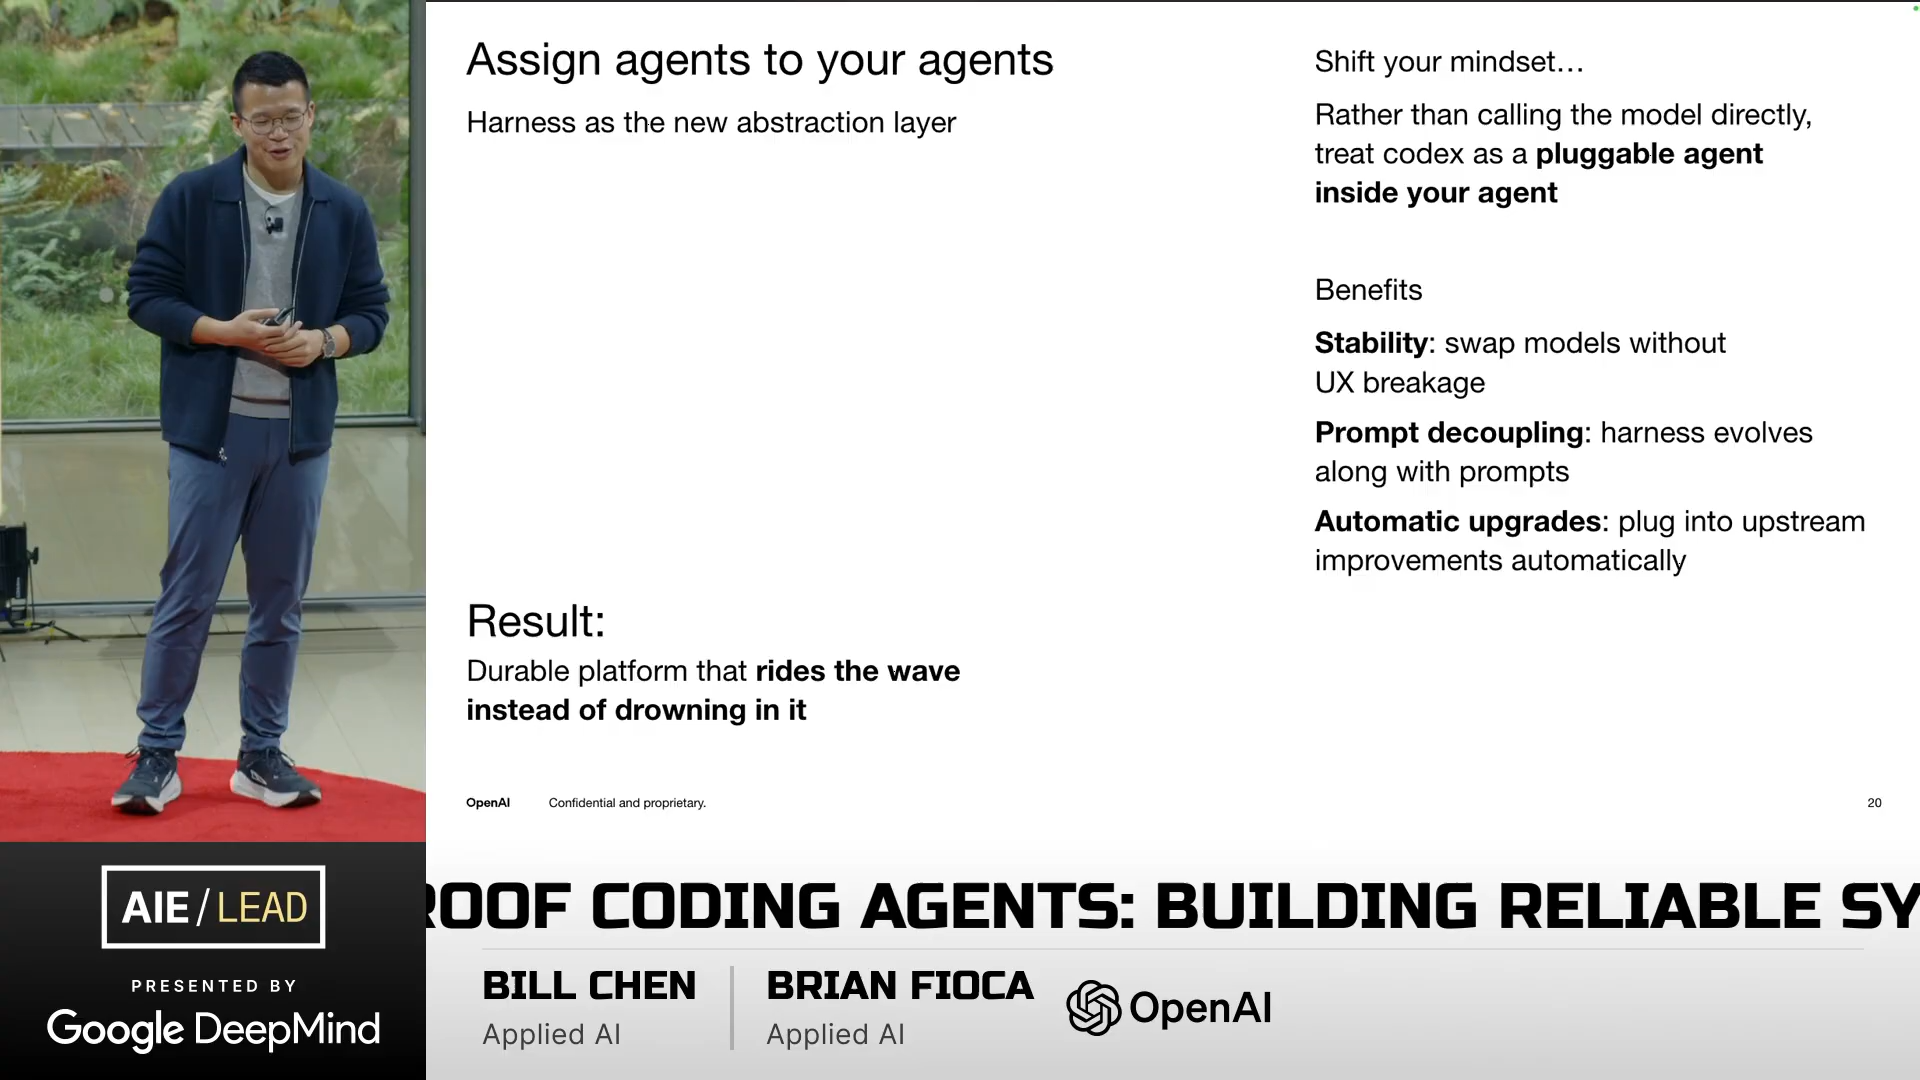 Assign agents to your agents
Harness as the new abstraction layer
Result:
Durable platform that rides the wave
instead of drowning in it
Shift your mindset…
Rather than calling the model directly,
treat codex as a pluggable agent
inside your agent
Benefits
Stability: swap models without
UX breakage
Prompt decoupling: harness evolves
along with prompts
Automatic upgrades: plug into upstream
improvements automatically
OpenAI Confidential and proprietary. 20
AIE/LEAD
PRESENTED BY
Google DeepMind
ROOF CODING AGENTS: BUILDING RELIABLE SY
BILL CHEN
Applied AI
BRIAN FIOCA
Applied AI
OpenAI